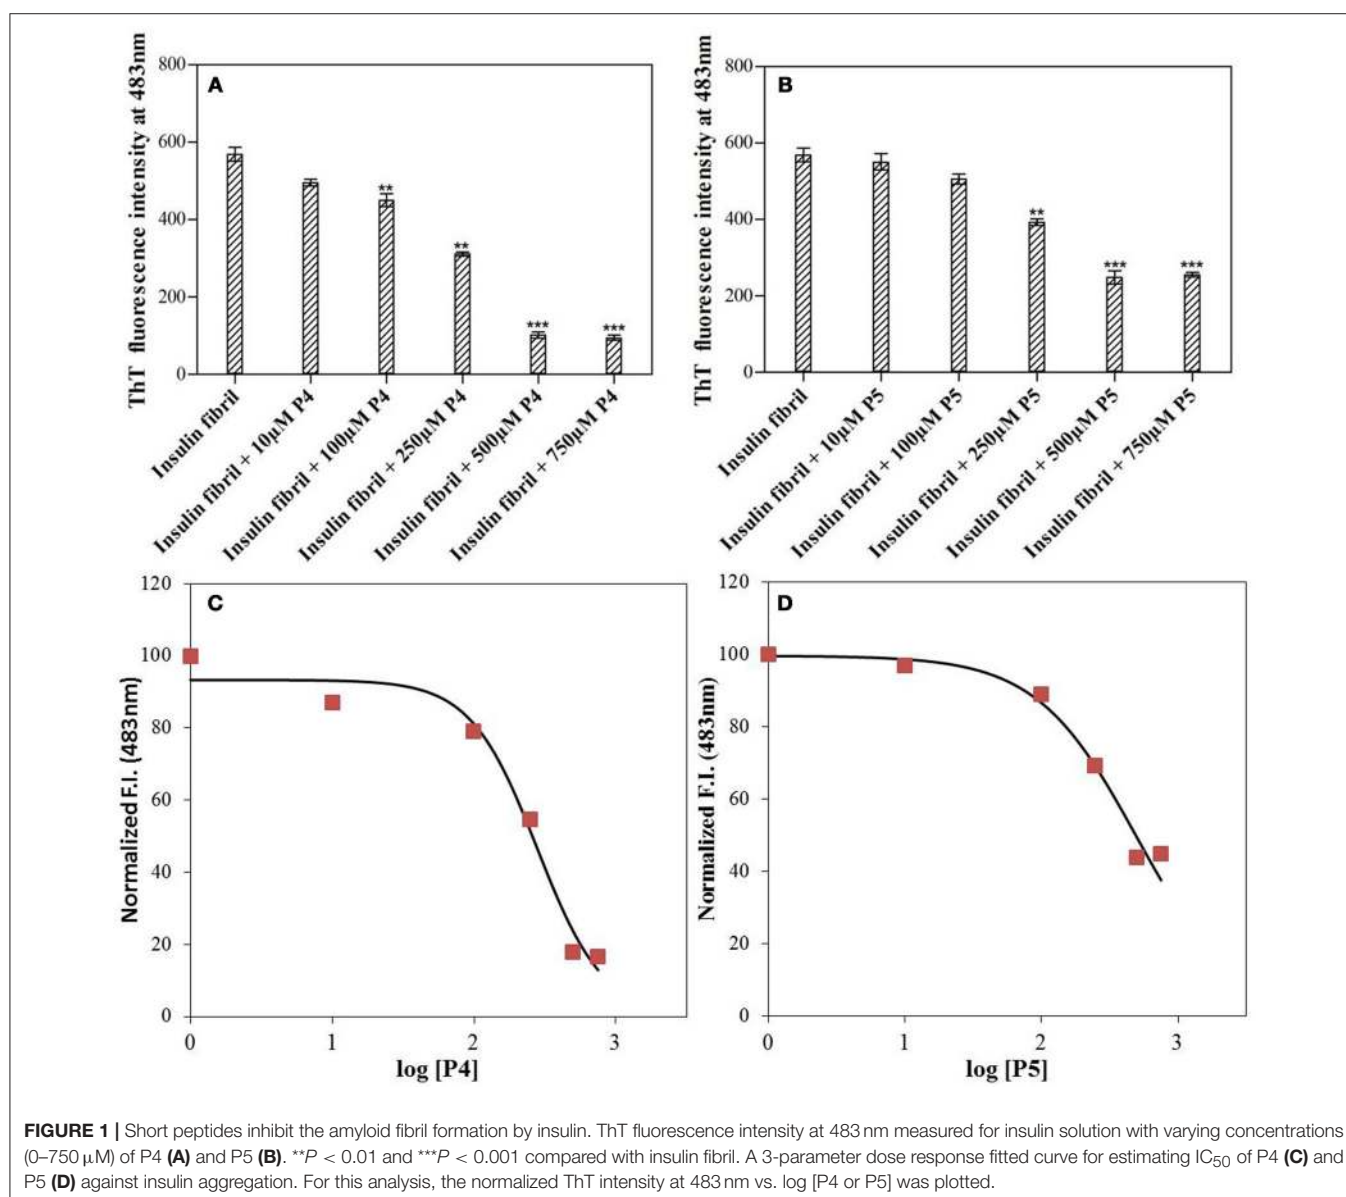 A
ThT fluorescence intensity at 483nm
800
600
400
200
0
**
**
***
***
Insulin fibril
Insulin fibril + 10µM P4
Insulin fibril + 100µM P4
Insulin fibril + 250µM P4
Insulin fibril + 500µM P4
Insulin fibril + 750µM P4
B
ThT fluorescence intensity at 483nm
800
600
400
200
0
**
***
***
Insulin fibril
Insulin fibril + 10µM P5
Insulin fibril + 100µM P5
Insulin fibril + 250µM P5
Insulin fibril + 500µM P5
Insulin fibril + 750µM P5
C
Normalized F.I. (483nm)
120
100
80
60
40
20
0
0 1 2 3
log [P4]
D
Normalized F.I. (483nm)
120
100
80
60
40
20
0
0 1 2 3
log [P5]
FIGURE 1 | Short peptides inhibit the amyloid fibril formation by insulin. ThT fluorescence intensity at 483 nm measured for insulin solution with varying concentrations
(0–750 µM) of P4 (A) and P5 (B). **P < 0.01 and ***P < 0.001 compared with insulin fibril. A 3-parameter dose response fitted curve for estimating IC50 of P4 (C) and
P5 (D) against insulin aggregation. For this analysis, the normalized ThT intensity at 483 nm vs. log [P4 or P5] was plotted.